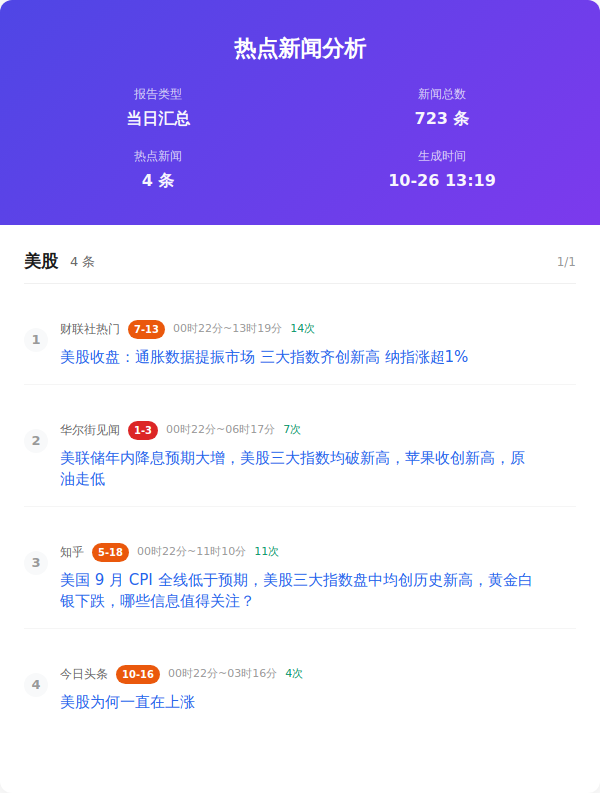 热点新闻分析
报告类型
当日汇总
新闻总数
723 条
热点新闻
4 条
生成时间
10-26 13:19
美股 4 条 1/1
1
财联社热门 7-13 00时22分~13时19分 14次
美股收盘：通胀数据提振市场 三大指数齐创新高 纳指涨超1%
2
华尔街见闻 1-3 00时22分~06时17分 7次
美联储年内降息预期大增，美股三大指数均破新高，苹果收创新高，原
油走低
3
知乎 5-18 00时22分~11时10分 11次
美国 9 月 CPI 全线低于预期，美股三大指数盘中均创历史新高，黄金白
银下跌，哪些信息值得关注？
4
今日头条 10-16 00时22分~03时16分 4次
美股为何一直在上涨